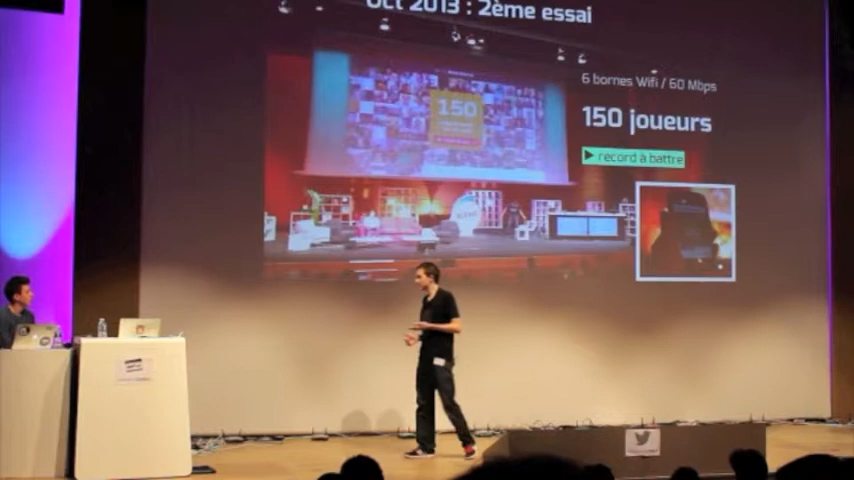 Oct 2013 : 2ème essai
6 bornes Wifi / 60 Mbps
150 joueurs
record à battre
150